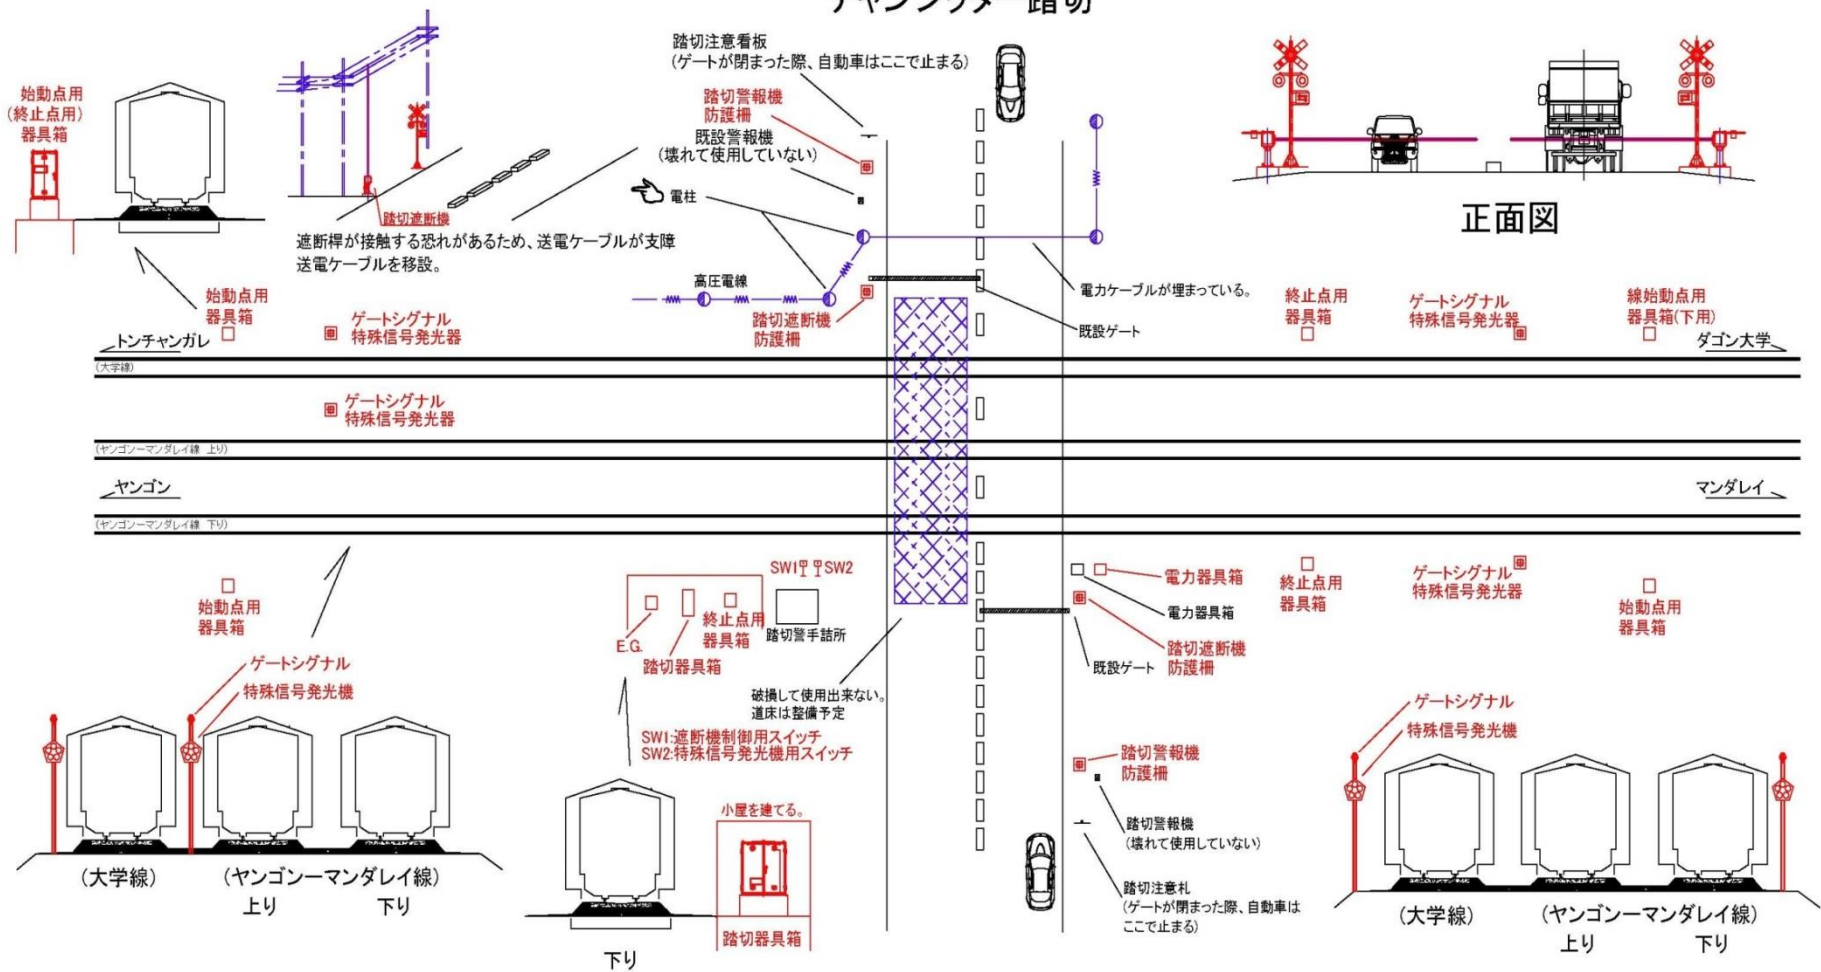 踏切注意看板
(ゲートが閉まった際、自動車はここで止まる)
始動点用
(終止点用)
器具箱
踏切警報機
防護柵
既設警報機
(壊れて使用していない)
電柱
踏切遮断機
遮断桿が接触する恐れがあるため、送電ケーブルが支障
送電ケーブルを移設。
正面図
高圧電線
電力ケーブルが埋まっている。
始動点用
器具箱
ゲートシグナル
特殊信号発光器
踏切遮断機
防護柵
既設ゲート
終止点用
器具箱
ゲートシグナル
特殊信号発光器
線始動点用
器具箱(下用)
トンチャンガレ
ダゴン大学
(大学線)
ゲートシグナル
特殊信号発光器
(ヤンゴンーマンダレイ線 上り)
ヤンゴン
マンダレイ
(ヤンゴンーマンダレイ線 下り)
始動点用
器具箱
SW1
SW2
E.G.
踏切器具箱
終止点用
器具箱
踏切警手詰所
電力器具箱
電力器具箱
踏切遮断機
防護柵
既設ゲート
終止点用
器具箱
ゲートシグナル
特殊信号発光器
始動点用
器具箱
ゲートシグナル
特殊信号発光機
破損して使用出来ない。
道床は整備予定
SW1:遮断機制御用スイッチ
SW2:特殊信号発光機用スイッチ
踏切警報機
防護柵
ゲートシグナル
特殊信号発光機
小屋を建てる。
踏切警報機
(壊れて使用していない)
踏切注意札
(ゲートが閉まった際、自動車は
ここで止まる)
(大学線)
(ヤンゴンーマンダレイ線)
上り
下り
踏切器具箱
下り
(大学線)
(ヤンゴンーマンダレイ線)
上り
下り